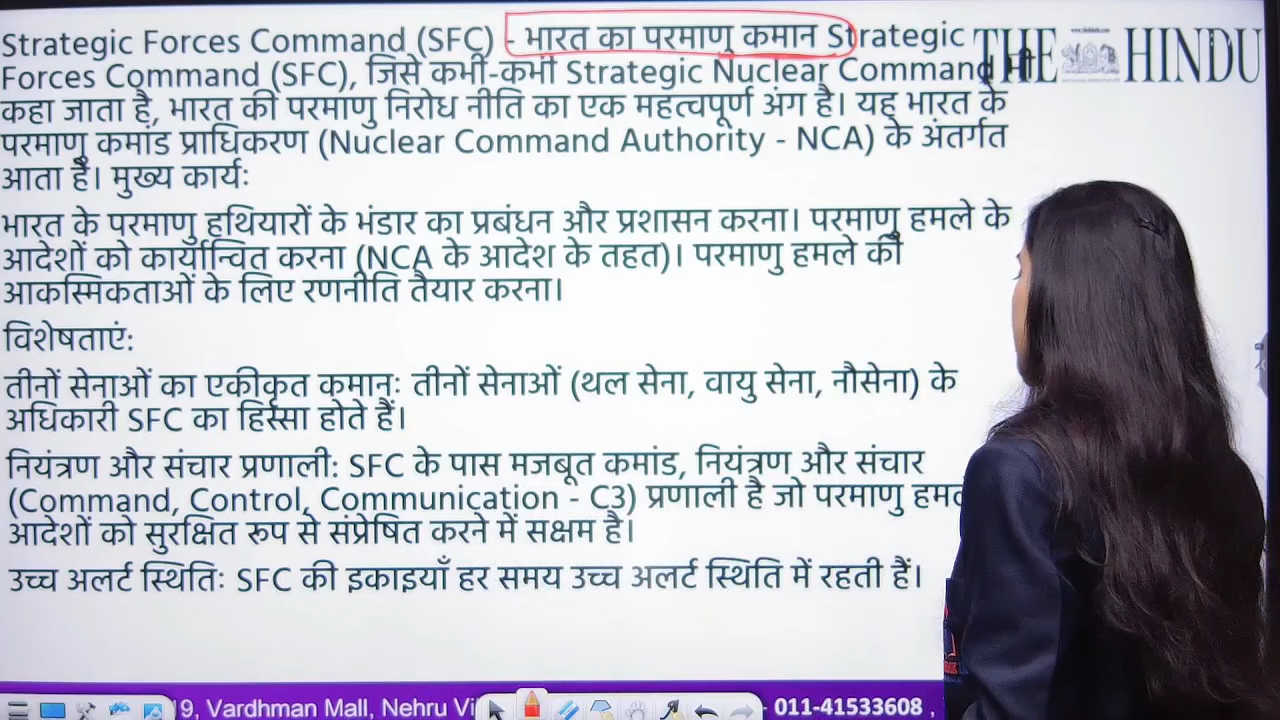 Strategic Forces Command (SFC) - भारत का परमाणु कमान Strategic
THE HINDU
Forces Command (SFC), जिसे कभी-कभी Strategic Nuclear Command भी
कहा जाता है, भारत की परमाणु निरोध नीति का एक महत्वपूर्ण अंग है। यह भारत के
परमाणु कमांड प्राधिकरण (Nuclear Command Authority - NCA) के अंतर्गत
आता है। मुख्य कार्यः
भारत के परमाणु हथियारों के भंडार का प्रबंधन और प्रशासन करना। परमाणु हमले के
आदेशों को कार्यान्वित करना (NCA के आदेश के तहत)। परमाणु हमले की
आकस्मिकताओं के लिए रणनीति तैयार करना।
विशेषताएं:
तीनों सेनाओं का एकीकृत कमानः तीनों सेनाओं (थल सेना, वायु सेना, नौसेना) के
अधिकारी SFC का हिस्सा होते हैं।
नियंत्रण और संचार प्रणालीः SFC के पास मजबूत कमांड, नियंत्रण और संचार
(Command, Control, Communication - C3) प्रणाली है जो परमाणु
आदेशों को सुरक्षित रूप से संप्रेषित करने में सक्षम है।
उच्च अलर्ट स्थितिः SFC की इकाइयाँ हर समय उच्च अलर्ट स्थिति में रहती हैं।
9, Vardhman Mall, Nehru
011-41533608 ,